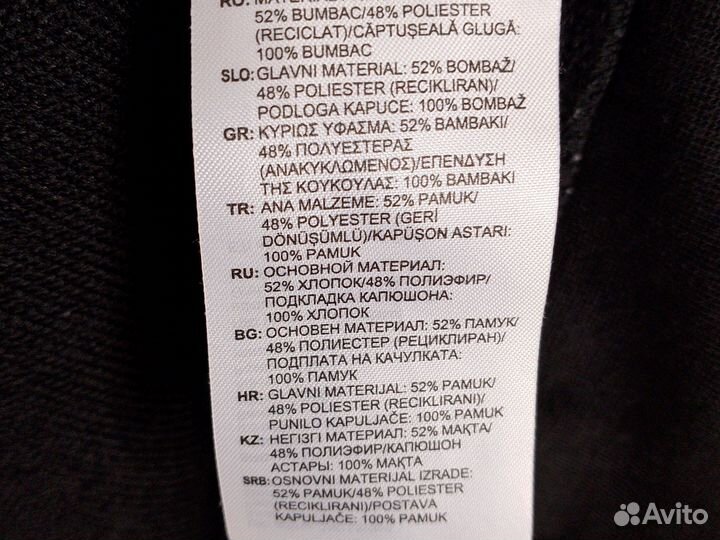 RO: MATERIAL
52% BUMBAC/48% POLIESTER
(RECICLAT)/CĂPTUȘEALĂ GLUGĂ:
100% BUMBAC
SLO: GLAVNI MATERIAL: 52% BOMBAŽ/
48% POLIESTER (RECIKLIRAN)/
PODLOGA KAPUCE: 100% BOMBAŽ
GR: ΚΥΡΙΩΣ ΥΦΑΣΜΑ: 52% ΒΑΜΒΑΚΙ/
48% ΠΟΛΥΕΣΤΕΡΑΣ
(ΑΝΑΚΥΚΛΩΜΕΝΟΣ)/ΕΠΕΝΔΥΣΗ
ΤΗΣ ΚΟΥΚΟΥΛΑΣ: 100% ΒΑΜΒΑΚΙ
TR: ANA MALZEME: 52% PAMUK/
48% POLYESTER (GERİ
DÖNÜŞÜMLÜ)/KAPÜŞON ASTARI:
100% PAMUK
RU: ОСНОВНОЙ МАТЕРИАЛ:
52% ХЛОПОК/48% ПОЛИЭФИР/
ПОДКЛАДКА КАПЮШОНА:
100% ХЛОПОК
BG: ОСНОВЕН МАТЕРИАЛ: 52% ПАМУК/
48% ПОЛИЕСТЕР (РЕЦИКЛИРАН)/
ПОДПЛАТА НА КАЧУЛКАТА:
100% ПАМУК
HR: GLAVNI MATERIJAL: 52% PAMUK/
48% POLIESTER (RECIKLIRANI)/
PUNILO KAPULJAČE: 100% PAMUK
KZ: НЕГІЗГІ МАТЕРИАЛ: 52% МАҚТА/
48% ПОЛИЭФИР/КАПЮШОН
АСТАРЫ: 100% МАҚТА
SRB: OSNOVNI MATERIJAL IZRADE:
52% PAMUK/48% POLIESTER
(RECIKLIRANI)/POSTAVA
KAPULJAČE: 100% PAMUK
Avito